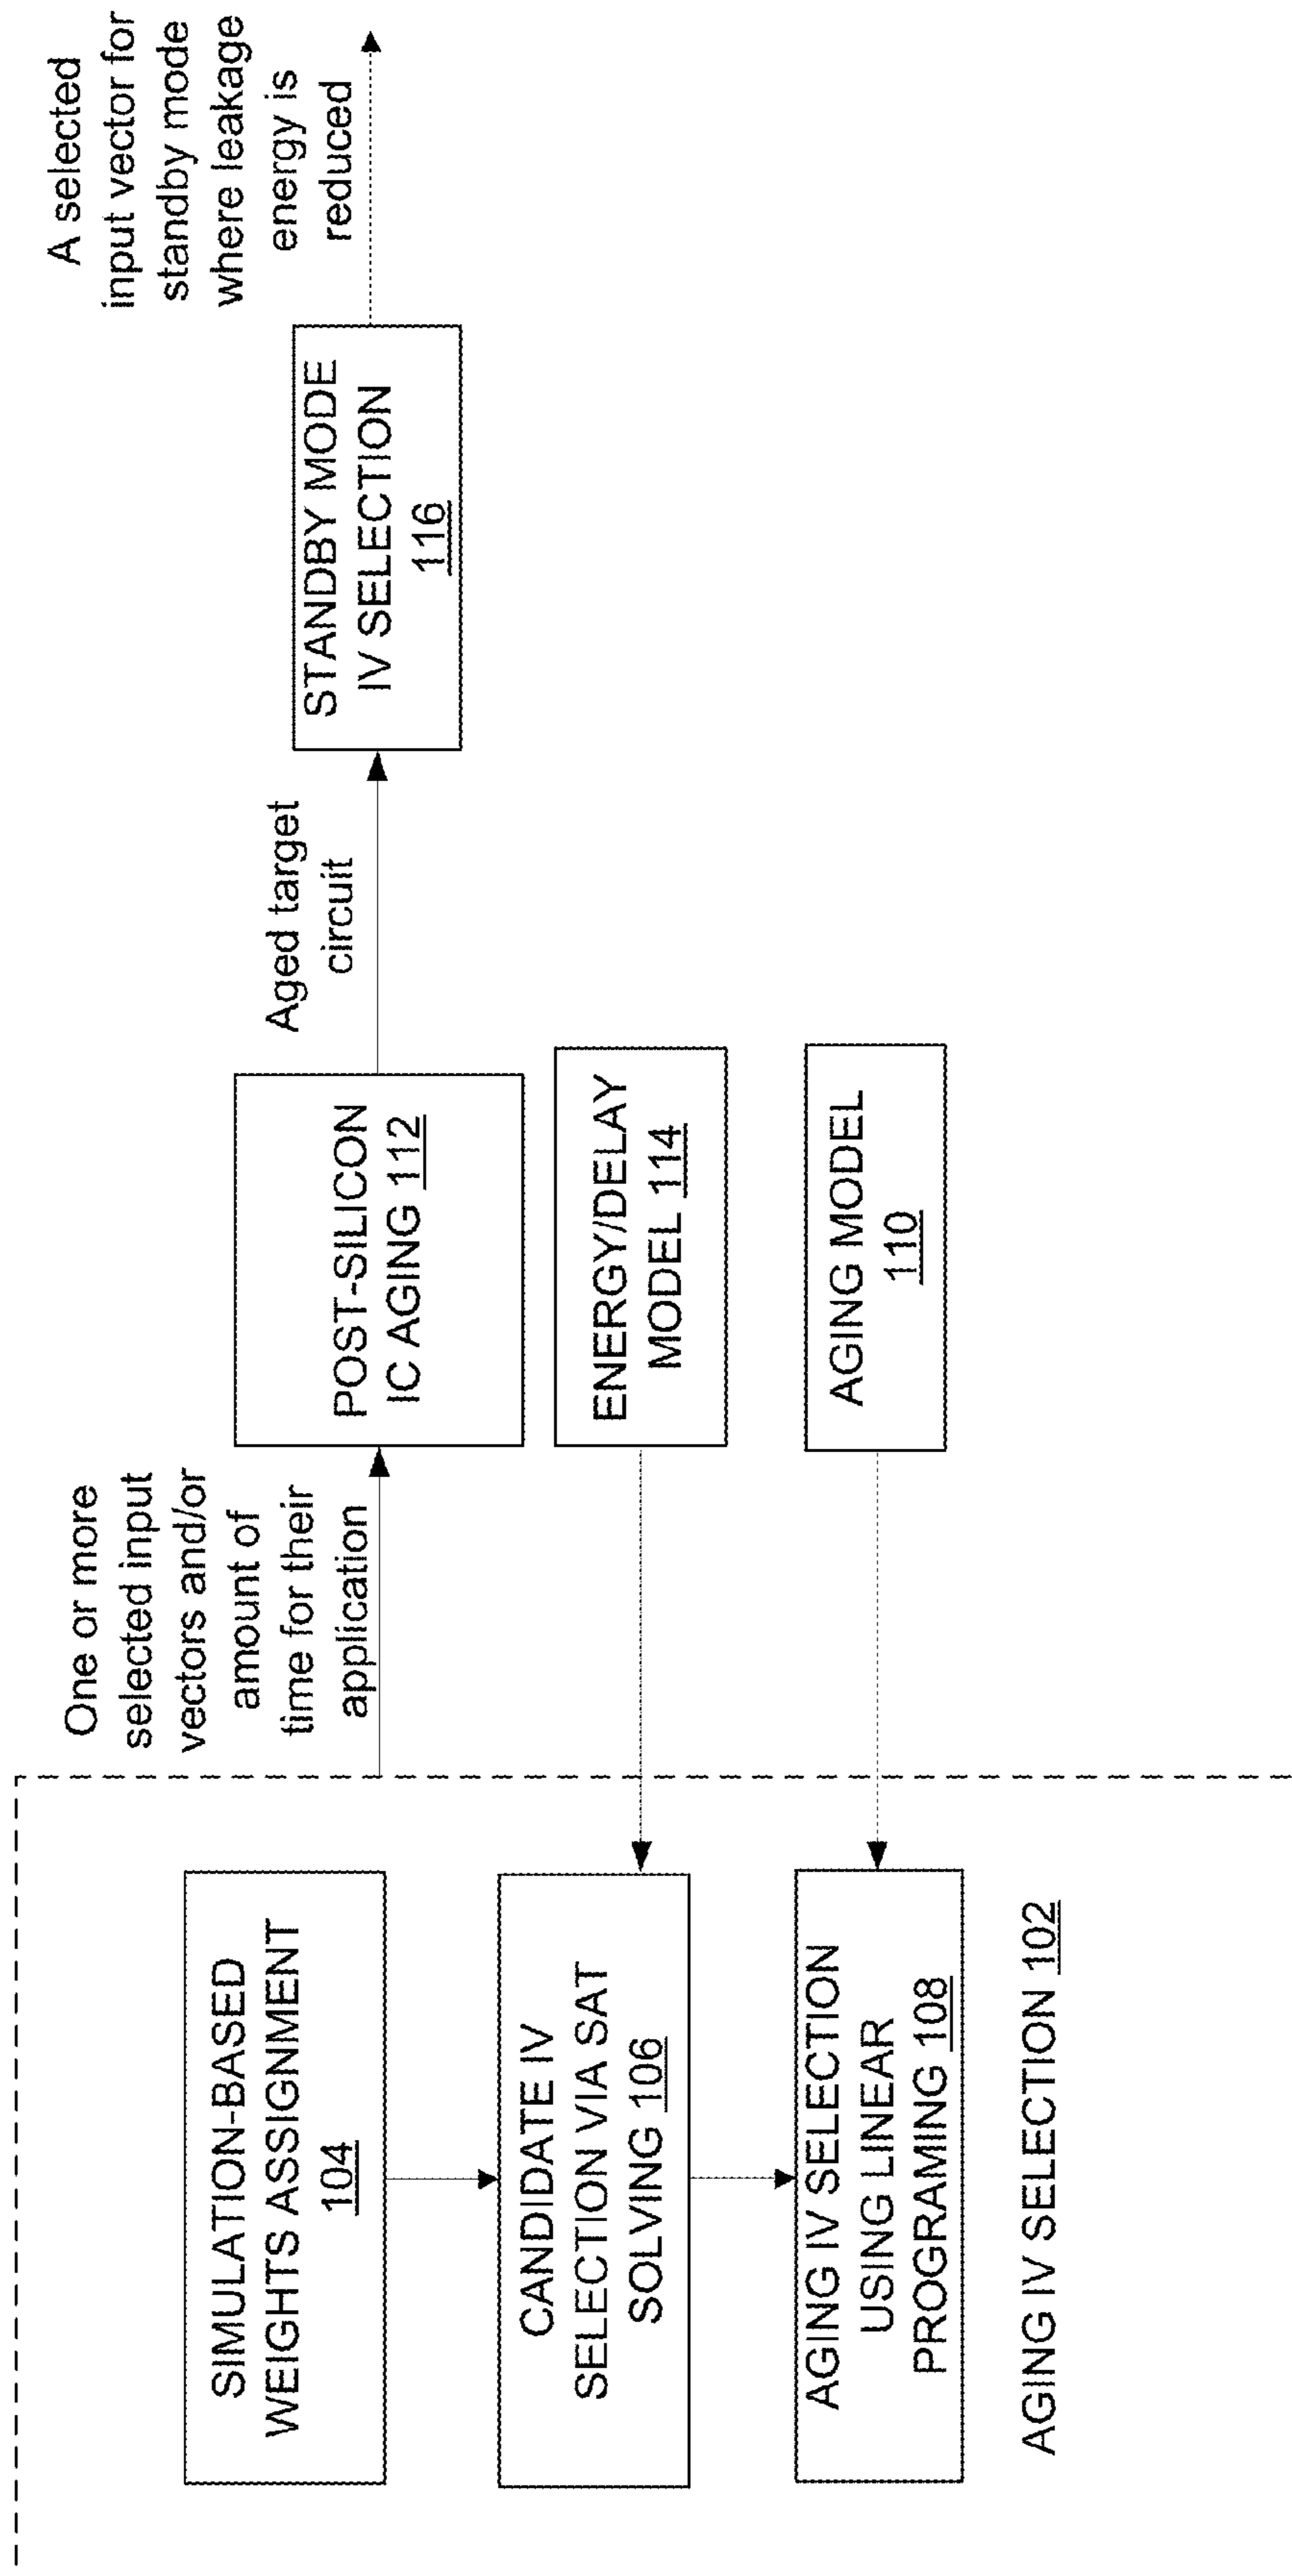 SIMULATION-BASED
WEIGHTS ASSIGNMENT
104
CANDIDATE IV
SELECTION VIA SAT
SOLVING 106
AGING IV SELECTION
USING LINEAR
PROGRAMING 108
AGING IV SELECTION 102
One or more
selected input
vectors and/or
amount of
time for their
application
POST-SILICON
IC AGING 112
ENERGY/DELAY
MODEL 114
AGING MODEL
110
Aged target
circuit
STANDBY MODE
IV SELECTION
116
A selected
input vector for
standby mode
where leakage
energy is
reduced